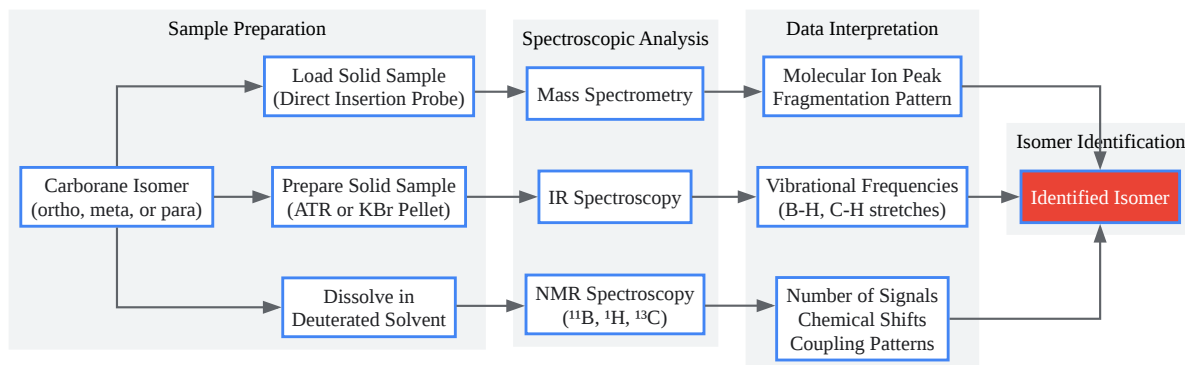 Sample Preparation
Spectroscopic Analysis
Data Interpretation
Isomer Identification
Load Solid Sample
(Direct Insertion Probe)
Mass Spectrometry
Molecular Ion Peak
Fragmentation Pattern
Carborane Isomer
(ortho, meta, or para)
Prepare Solid Sample
(ATR or KBr Pellet)
IR Spectroscopy
Vibrational Frequencies
(B-H, C-H stretches)
Identified Isomer
Dissolve in
Deuterated Solvent
NMR Spectroscopy
(¹¹B, ¹H, ¹³C)
Number of Signals
Chemical Shifts
Coupling Patterns